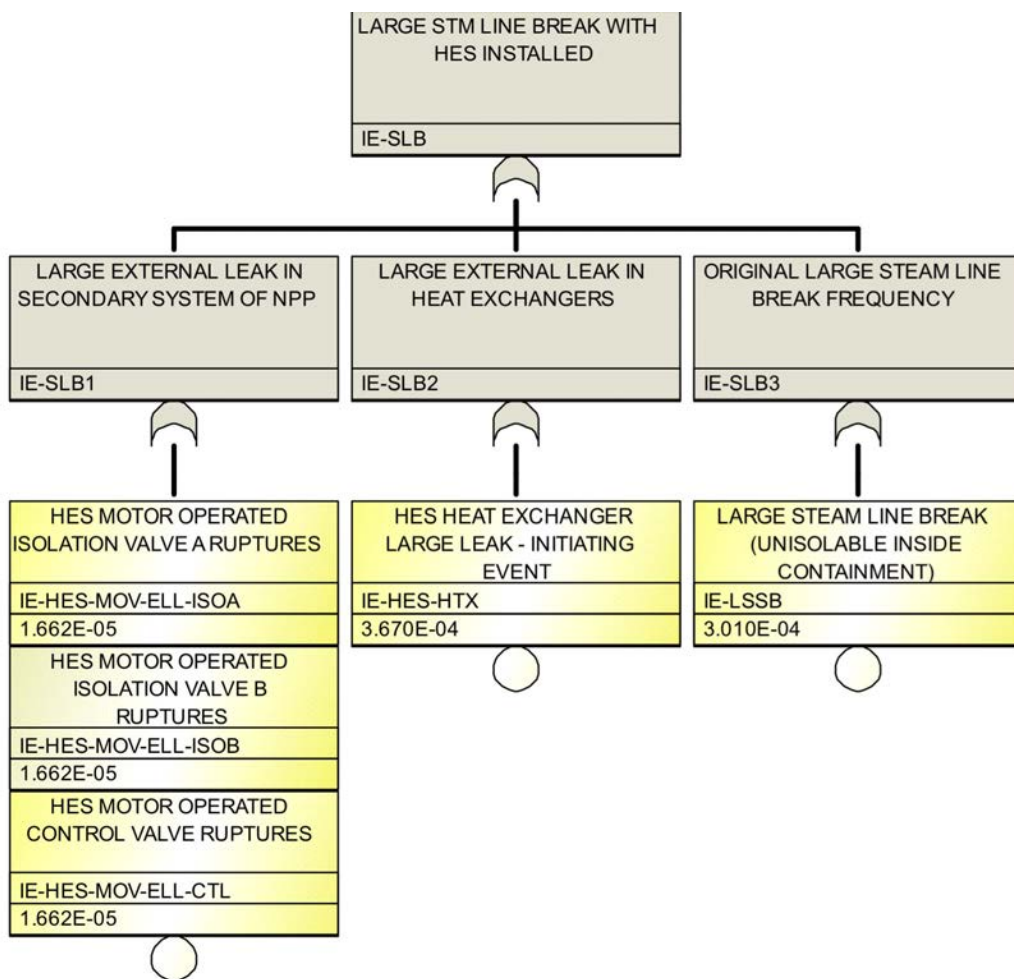 LARGE STM LINE BREAK WITH
HES INSTALLED
IE-SLB
LARGE EXTERNAL LEAK IN
SECONDARY SYSTEM OF NPP
IE-SLB1
LARGE EXTERNAL LEAK IN
HEAT EXCHANGERS
IE-SLB2
ORIGINAL LARGE STEAM LINE
BREAK FREQUENCY
IE-SLB3
HES MOTOR OPERATED
ISOLATION VALVE A RUPTURES
IE-HES-MOV-ELL-ISOA
1.662E-05
HES MOTOR OPERATED
ISOLATION VALVE B
RUPTURES
IE-HES-MOV-ELL-ISOB
1.662E-05
HES MOTOR OPERATED
CONTROL VALVE RUPTURES
IE-HES-MOV-ELL-CTL
1.662E-05
HES HEAT EXCHANGER
LARGE LEAK - INITIATING
EVENT
IE-HES-HTX
3.670E-04
LARGE STEAM LINE BREAK
(UNISOLABLE INSIDE
CONTAINMENT)
IE-LSSB
3.010E-04